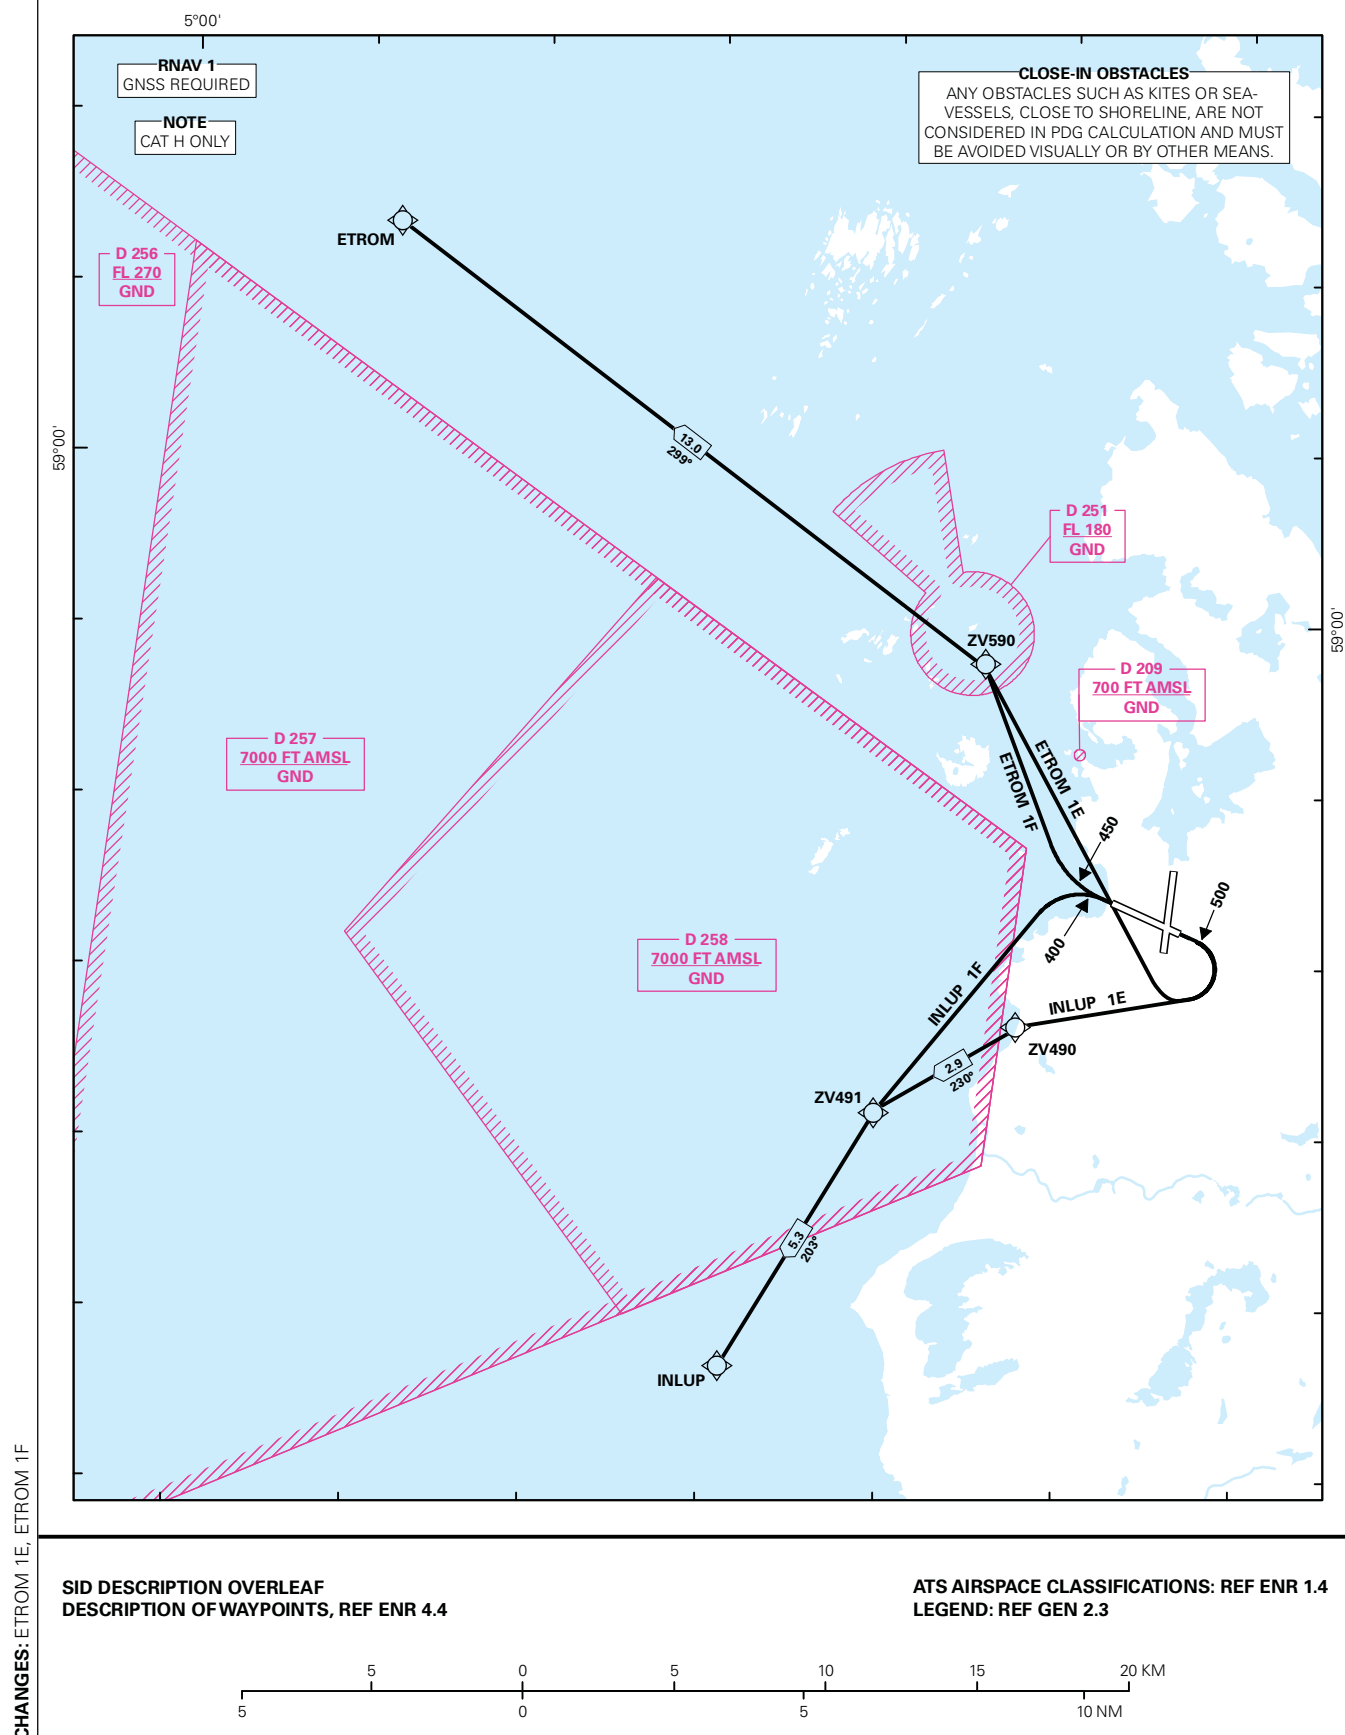 5°00'
RNAV 1
GNSS REQUIRED
NOTE
CAT H ONLY
CLOSE-IN OBSTACLES
ANY OBSTACLES SUCH AS KITES OR SEA-
VESSELS, CLOSE TO SHORELINE, ARE NOT
CONSIDERED IN PDG CALCULATION AND MUST
BE AVOIDED VISUALLY OR BY OTHER MEANS.
ETROM
D 256
FL 270
GND
59°00'
13.0
299°
D 251
FL 180
GND
59°00'
ZV590
D 209
700 FT AMSL
GND
D 257
7000 FT AMSL
GND
ETROM 1F
ETROM 1E
450
500
400
D 258
7000 FT AMSL
GND
INLUP 1F
INLUP 1E
ZV490
2.9
230°
ZV491
5.3
203°
INLUP
CHANGES: ETROM 1E, ETROM 1F
SID DESCRIPTION OVERLEAF
DESCRIPTION OF WAYPOINTS, REF ENR 4.4
ATS AIRSPACE CLASSIFICATIONS: REF ENR 1.4
LEGEND: REF GEN 2.3
5 0 5 10 15 20 KM
5 0 5 10 NM